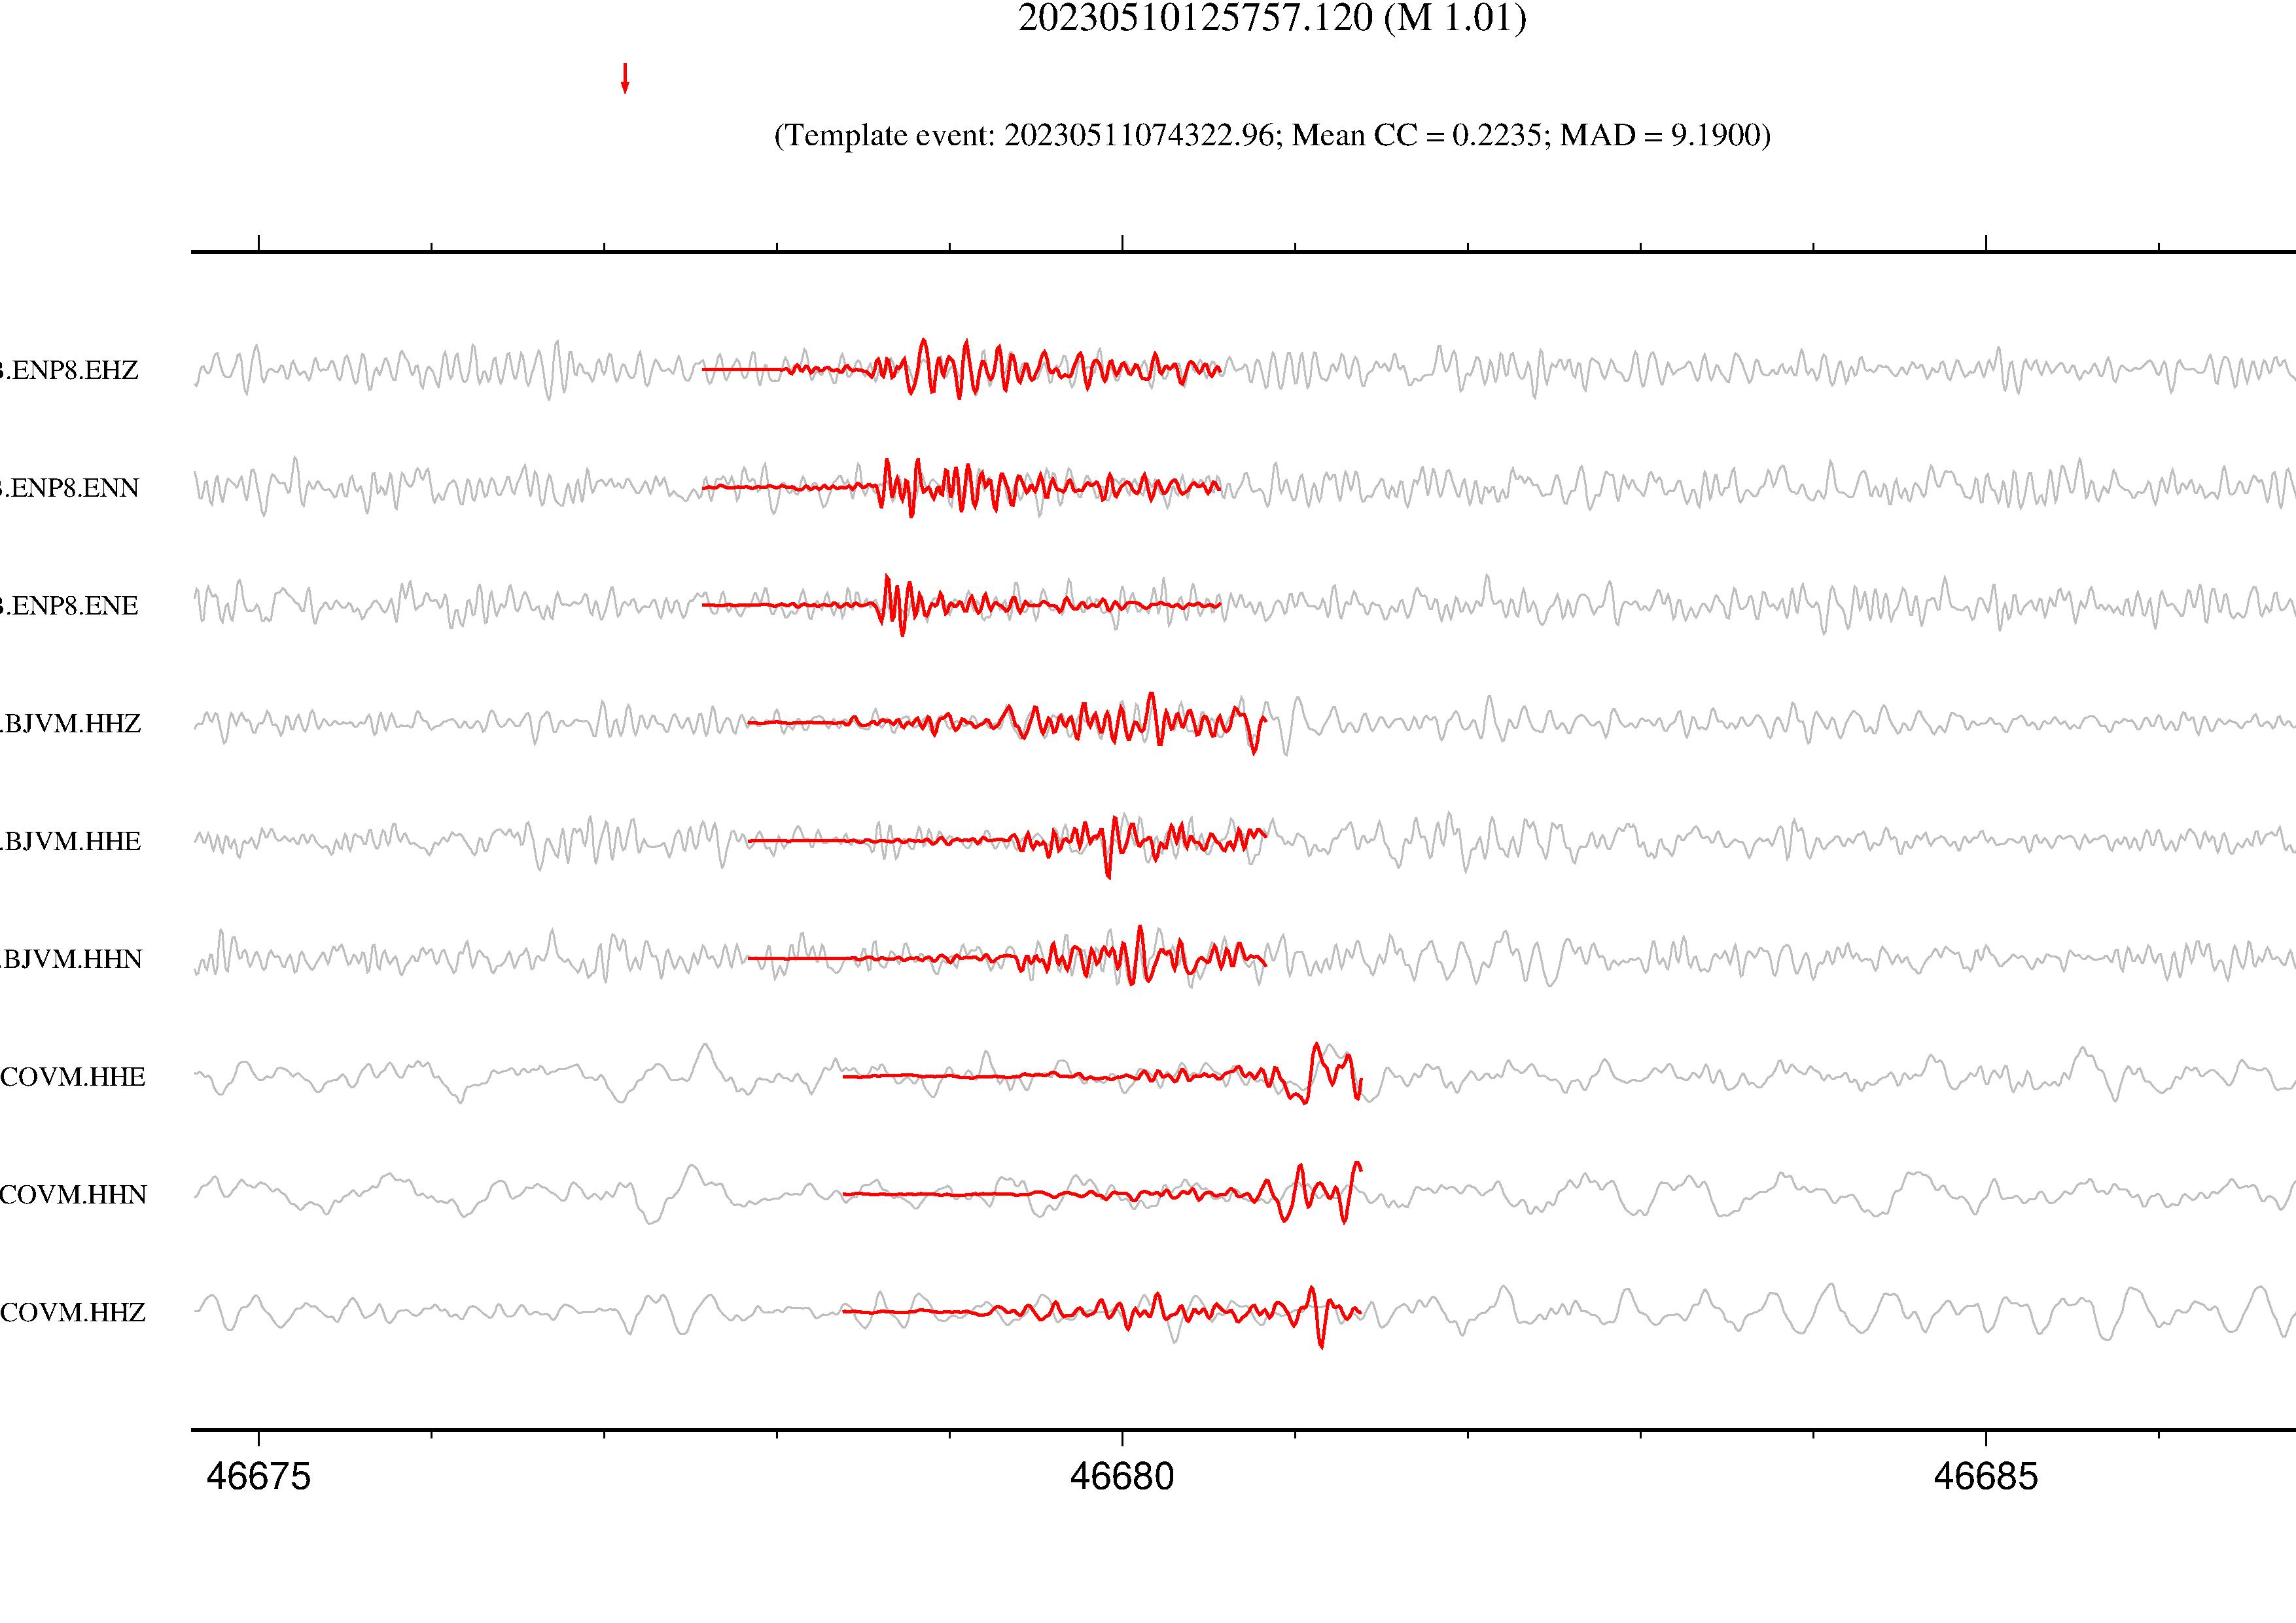 20230510125757.120 (M 1.01)
(Template event: 20230511074322.96; Mean CC = 0.2235; MAD = 9.1900)
.ENP8.EHZ
.ENP8.ENN
.ENP8.ENE
.BJVM.HHZ
.BJVM.HHE
.BJVM.HHN
COVM.HHE
COVM.HHN
COVM.HHZ
46675 46680 46685